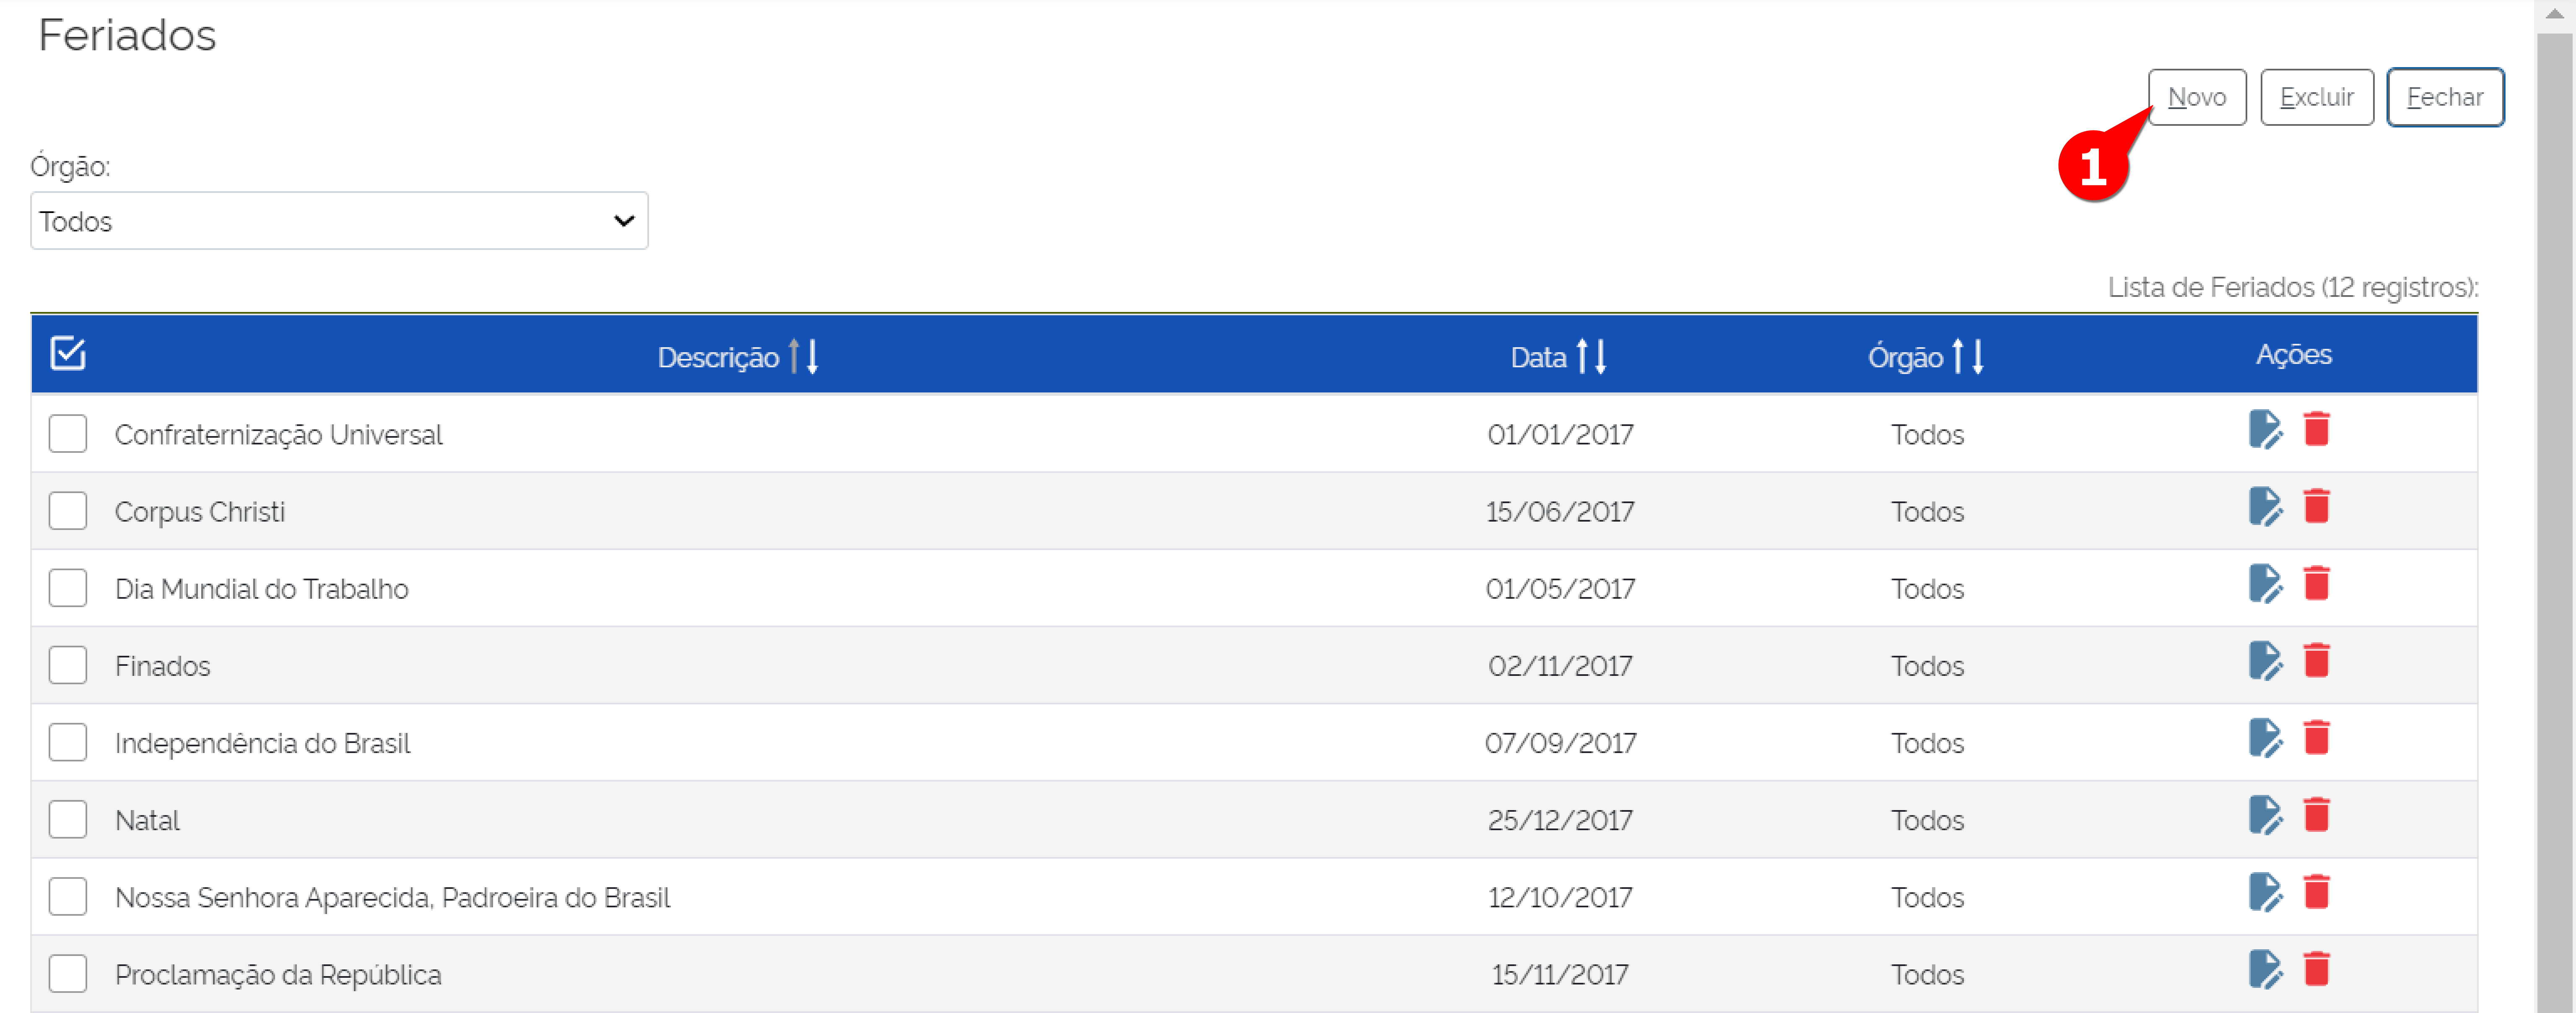 Feriados
Novo Excluir Fechar
1
Órgão:
Todos
Lista de Feriados (12 registros):
Descrição Data Órgão Ações
Confraternização Universal 01/01/2017 Todos
Corpus Christi 15/06/2017 Todos
Dia Mundial do Trabalho 01/05/2017 Todos
Finados 02/11/2017 Todos
Independência do Brasil 07/09/2017 Todos
Natal 25/12/2017 Todos
Nossa Senhora Aparecida, Padroeira do Brasil 12/10/2017 Todos
Proclamação da República 15/11/2017 Todos